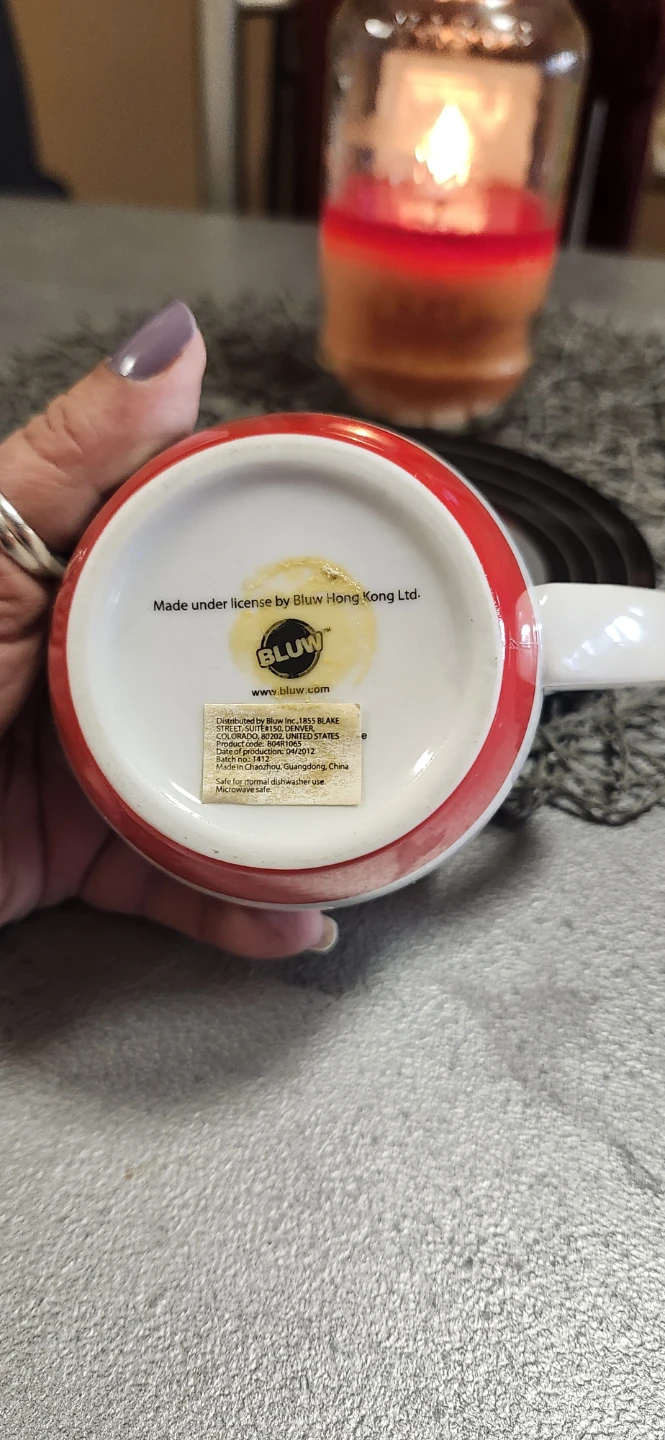 Made under license by Bluw Hong Kong Ltd.
BLUW™
www.bluw.com
Distributed by Bluw Inc.,1855 BLAKE
STREET, SUITE#150, DENVER,
COLORADO, 80202, UNITED STATES
Product code: B04R1065
Date of production: 04/2012
Batch no.: 1412
Made in Chaozhou, Guangdong, China
Safe for normal dishwasher use.
Microwave safe.